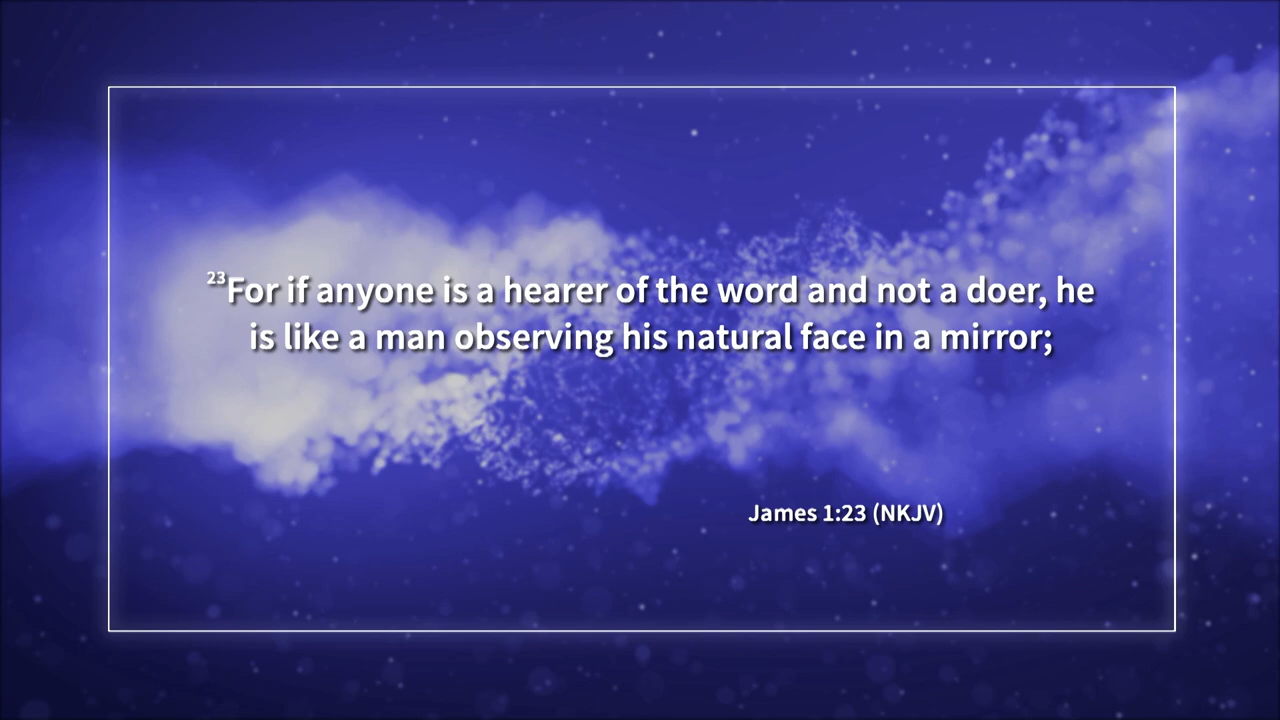 23For if anyone is a hearer of the word and not a doer, he
is like a man observing his natural face in a mirror;
James 1:23 (NKJV)